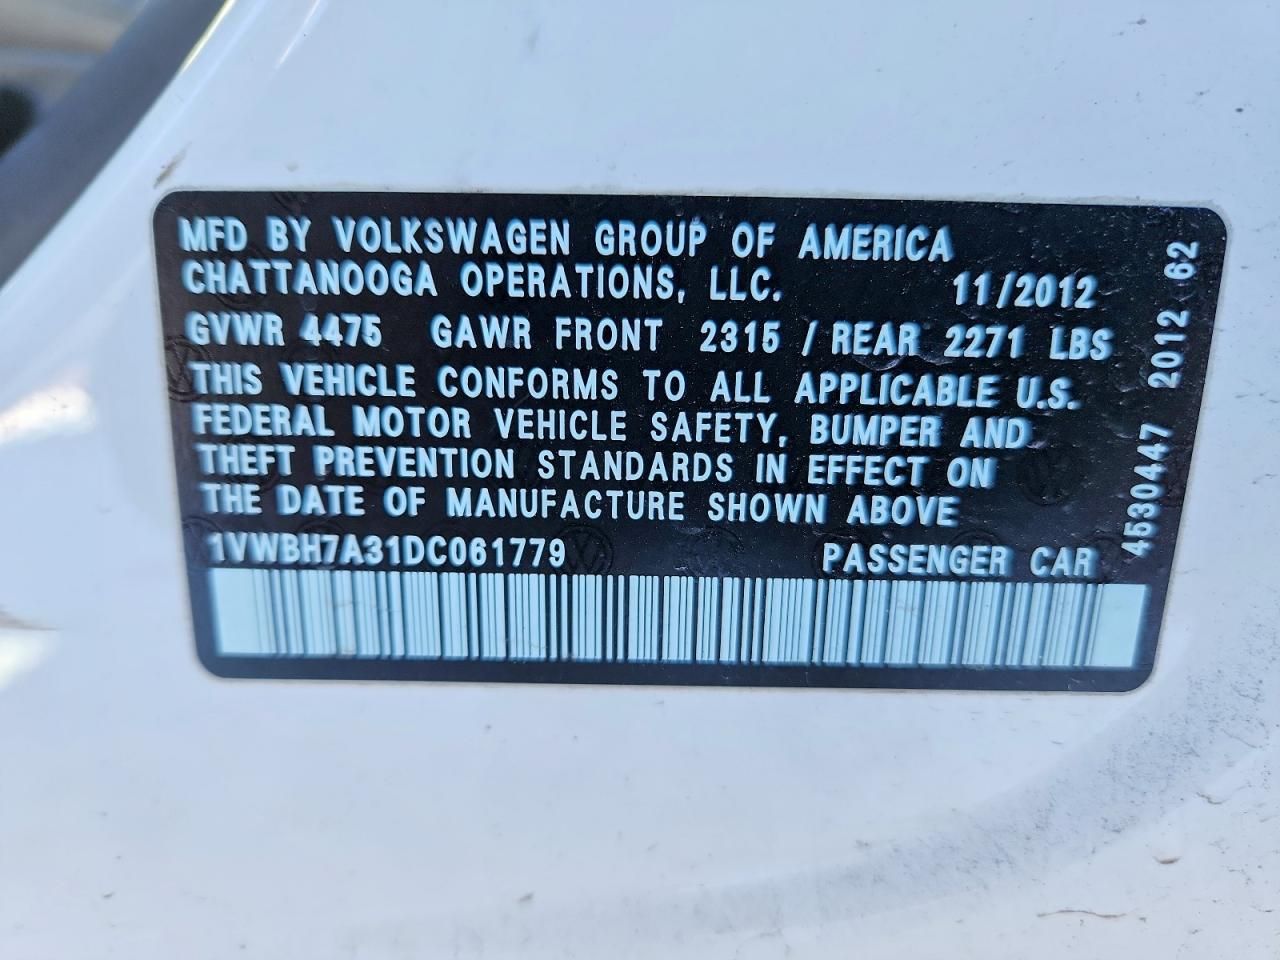 MFD BY VOLKSWAGEN GROUP OF AMERICA
CHATTANOOGA OPERATIONS, LLC. 11/2012
GVWR 4475 GAWR FRONT 2315 / REAR 2271 LBS
THIS VEHICLE CONFORMS TO ALL APPLICABLE U.S.
FEDERAL MOTOR VEHICLE SAFETY, BUMPER AND
THEFT PREVENTION STANDARDS IN EFFECT ON
THE DATE OF MANUFACTURE SHOWN ABOVE
1VWBH7A31DC061779 PASSENGER CAR
4530447 2012 62